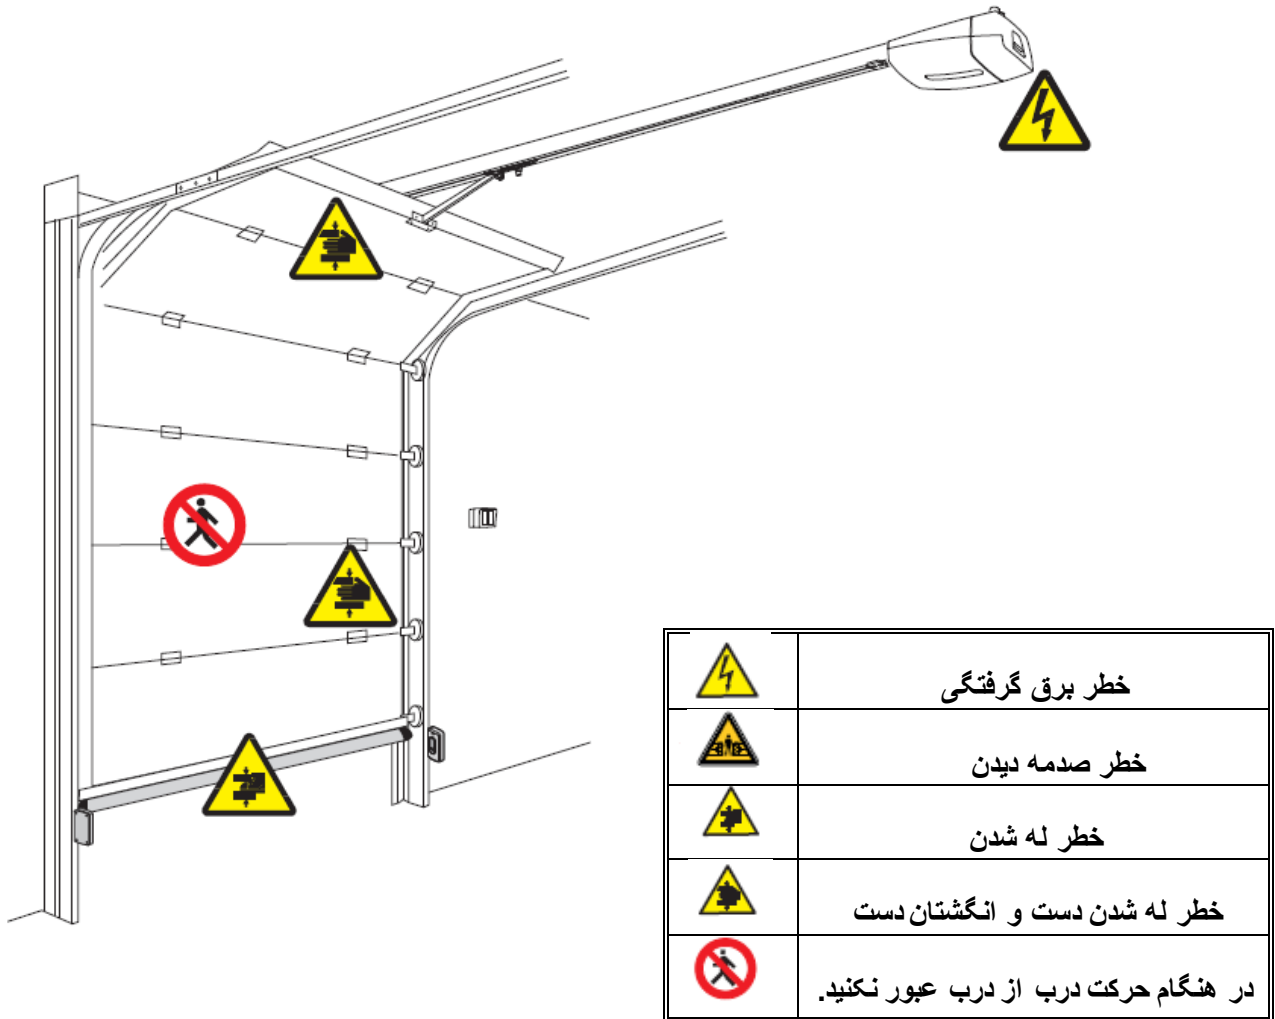 خطر برق گرفتگی
خطر صدمه دیدن
خطر له شدن
خطر له شدن دست و انگشتان دست
در هنگام حرکت درب از درب عبور نکنید.